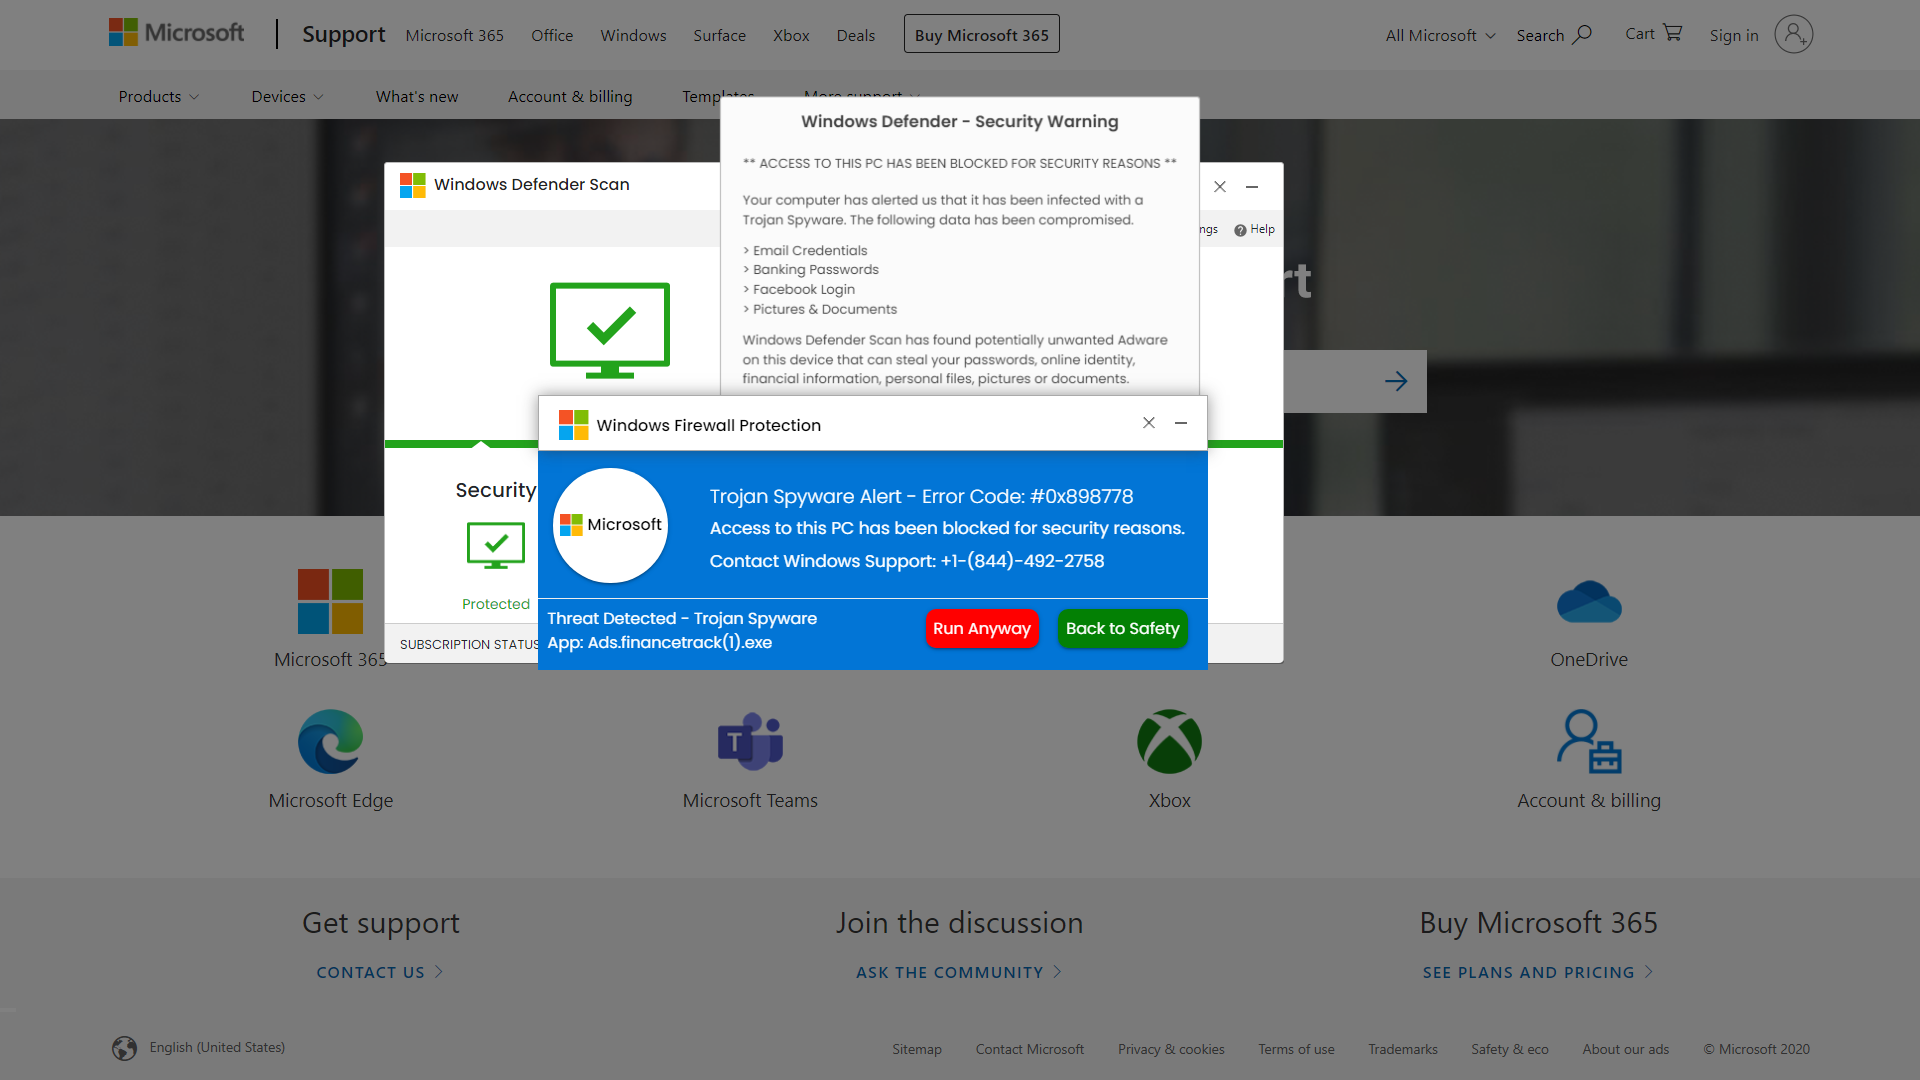 Microsoft
Support
Microsoft 365
Office
Windows
Surface
Xbox
Deals
Buy Microsoft 365
All Microsoft
Search
Cart
Sign in
Products
Devices
What's new
Account & billing
Templates
More support
Windows Defender - Security Warning
** ACCESS TO THIS PC HAS BEEN BLOCKED FOR SECURITY REASONS **
Your computer has alerted us that it has been infected with a
Trojan Spyware. The following data has been compromised.
> Email Credentials
> Banking Passwords
> Facebook Login
> Pictures & Documents
Windows Defender Scan has found potentially unwanted Adware
on this device that can steal your passwords, online identity,
financial information, personal files, pictures or documents.
Windows Defender Scan
ngs
Help
rt
Windows Firewall Protection
Security
Protected
SUBSCRIPTION STATUS
Microsoft
Trojan Spyware Alert - Error Code: #0x898778
Access to this PC has been blocked for security reasons.
Contact Windows Support: +1-(844)-492-2758
Threat Detected - Trojan Spyware
App: Ads.financetrack(1).exe
Run Anyway
Back to Safety
Microsoft 365
OneDrive
Microsoft Edge
Microsoft Teams
Xbox
Account & billing
Get support
CONTACT US
Join the discussion
ASK THE COMMUNITY
Buy Microsoft 365
SEE PLANS AND PRICING
English (United States)
Sitemap
Contact Microsoft
Privacy & cookies
Terms of use
Trademarks
Safety & eco
About our ads
© Microsoft 2020